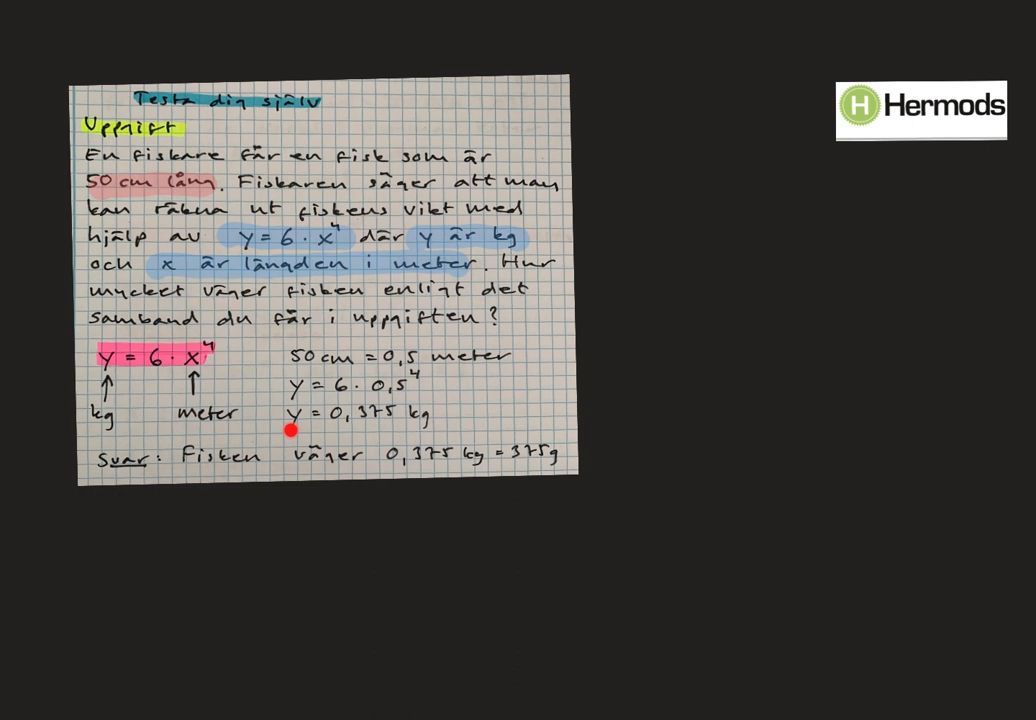 Testa dig själv
Uppgift
En fiskare får en fisk som är
50 cm lång. Fiskaren säger att man
kan räkna ut fiskens vikt med
hjälp av y = 6 · x⁴ där y är kg
och x är längden i meter. Hur
mycket väger fisken enligt det
samband du får i uppgiften?
y = 6 · x⁴
kg
meter
50 cm = 0,5 meter
y = 6 · 0,5⁴
y = 0,375 kg
Svar: Fisken väger 0,375 kg = 375g
H Hermods